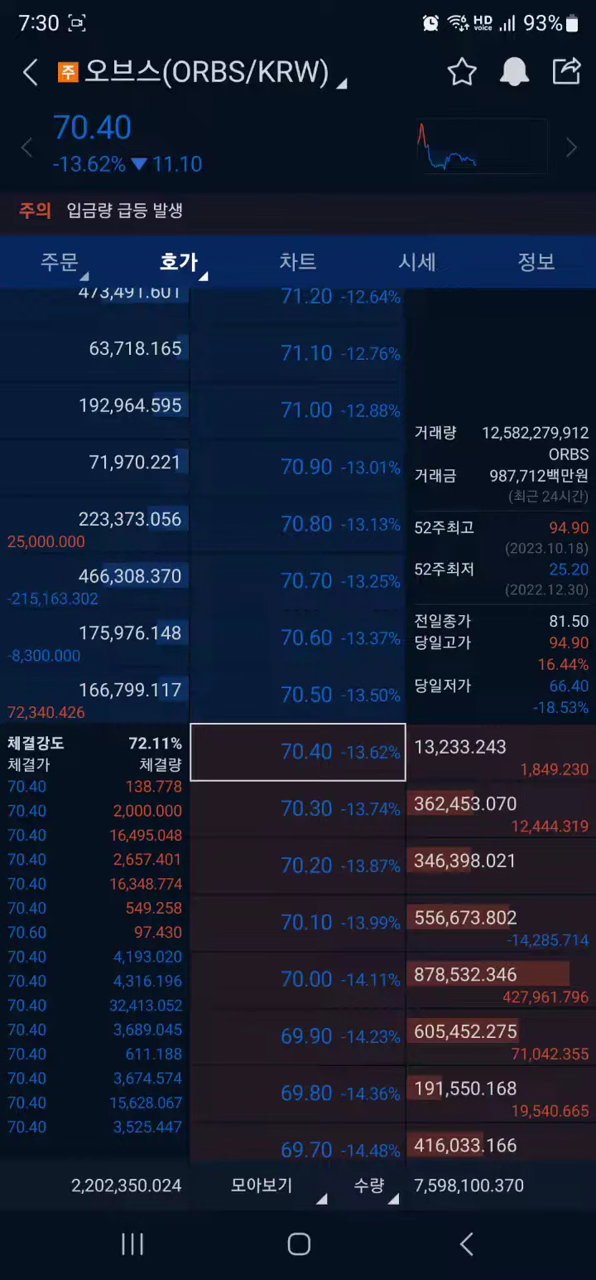 7:30
HD voice 93%
주 오브스(ORBS/KRW)
70.40
-13.62% ▼ 11.10
주의 입금량 급등 발생
주문 호가 차트 시세 정보
473,491.601 71.20 -12.64%
63,718.165 71.10 -12.76%
192,964.595 71.00 -12.88%
71,970.221 70.90 -13.01%
223,373.056 70.80 -13.13%
25,000.000
466,308.370 70.70 -13.25%
-215,163.302
175,976.148 70.60 -13.37%
-8,300.000
166,799.117 70.50 -13.50%
72,340.426
거래량 12,582,279,912
ORBS
거래금 987,712백만원
(최근 24시간)
52주최고 94.90
(2023.10.18)
52주최저 25.20
(2022.12.30)
전일종가 81.50
당일고가 94.90
16.44%
당일저가 66.40
-18.53%
체결강도 72.11%
체결가 체결량
70.40 138.778
70.40 2,000.000
70.40 16,495.048
70.40 2,657.401
70.40 16,348.774
70.40 549.258
70.60 97.430
70.40 4,193.020
70.40 4,316.196
70.40 32,413.052
70.40 3,689.045
70.40 611.188
70.40 3,674.574
70.40 15,628.067
70.40 3,525.447
70.40 -13.62% 13,233.243
1,849.230
70.30 -13.74% 362,453.070
12,444.319
70.20 -13.87% 346,398.021
70.10 -13.99% 556,673.802
-14,285.714
70.00 -14.11% 878,532.346
427,961.796
69.90 -14.23% 605,452.275
71,042.355
69.80 -14.36% 191,550.168
19,540.665
69.70 -14.48% 416,033.166
2,202,350.024 모아보기 수량 7,598,100.370